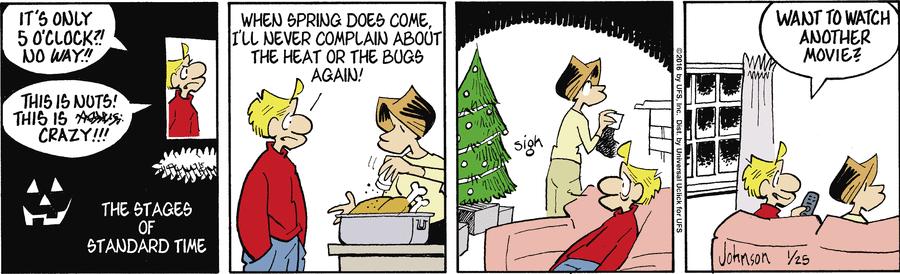 IT'S ONLY
5 O'CLOCK?!
NO WAY!!
THIS IS NUTS!
THIS IS
CRAZY!!!
THE STAGES
OF
STANDARD TIME
WHEN SPRING DOES COME,
I'LL NEVER COMPLAIN ABOUT
THE HEAT OR THE BUGS
AGAIN!
sigh
©2016 by UFS, Inc. Dist. by Universal Uclick for UFS
WANT TO WATCH
ANOTHER
MOVIE?
Johnson 1/25